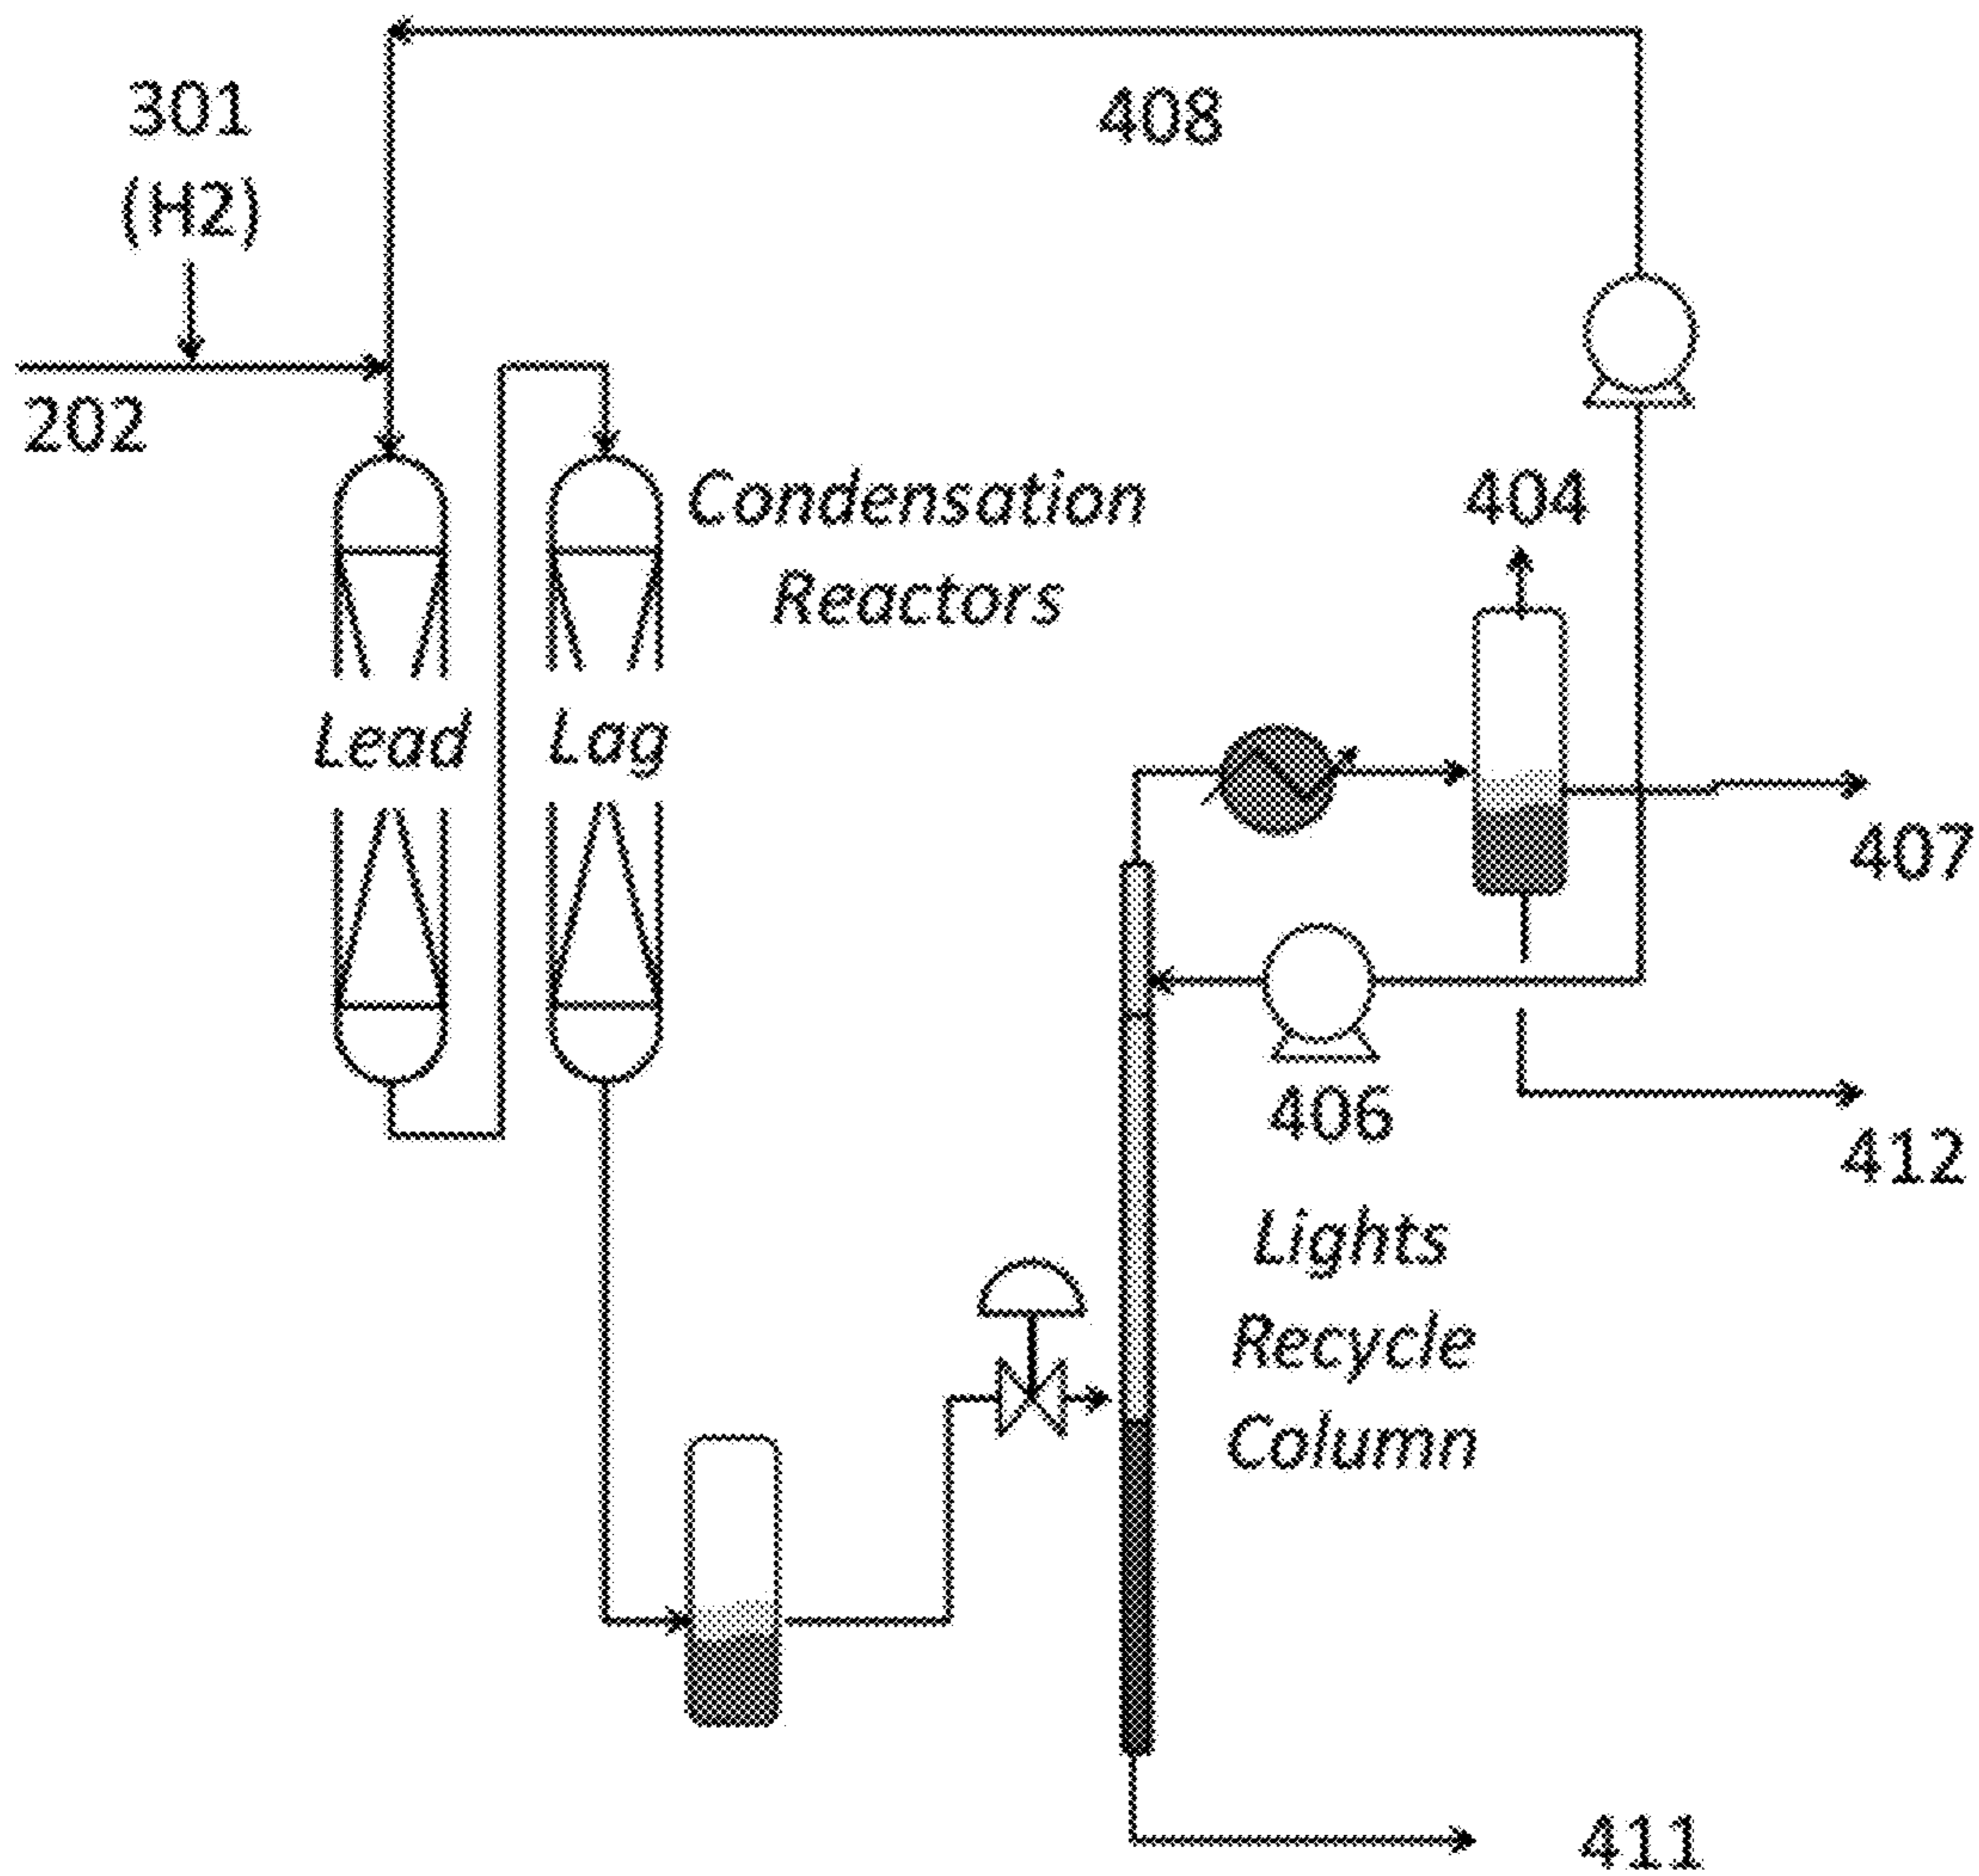 301
(H2)
408
202
Condensation
Reactors
404
Lead
Lag
407
406
412
Lights
Recycle
Column
411